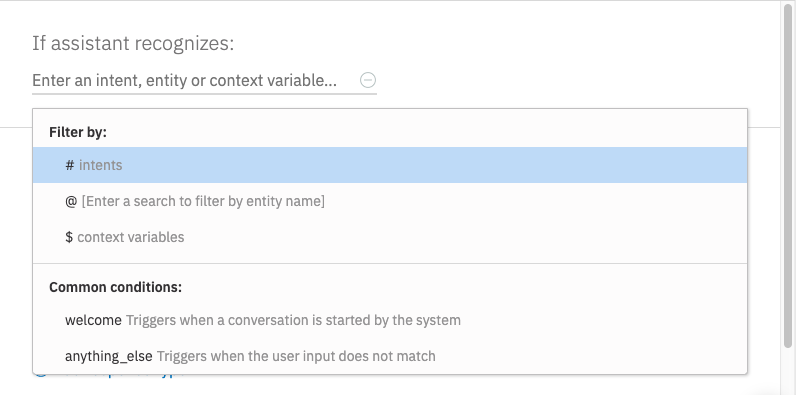 If assistant recognizes:
Enter an intent, entity or context variable...
Filter by:
# intents
@ [Enter a search to filter by entity name]
$ context variables
Common conditions:
welcome Triggers when a conversation is started by the system
anything_else Triggers when the user input does not match